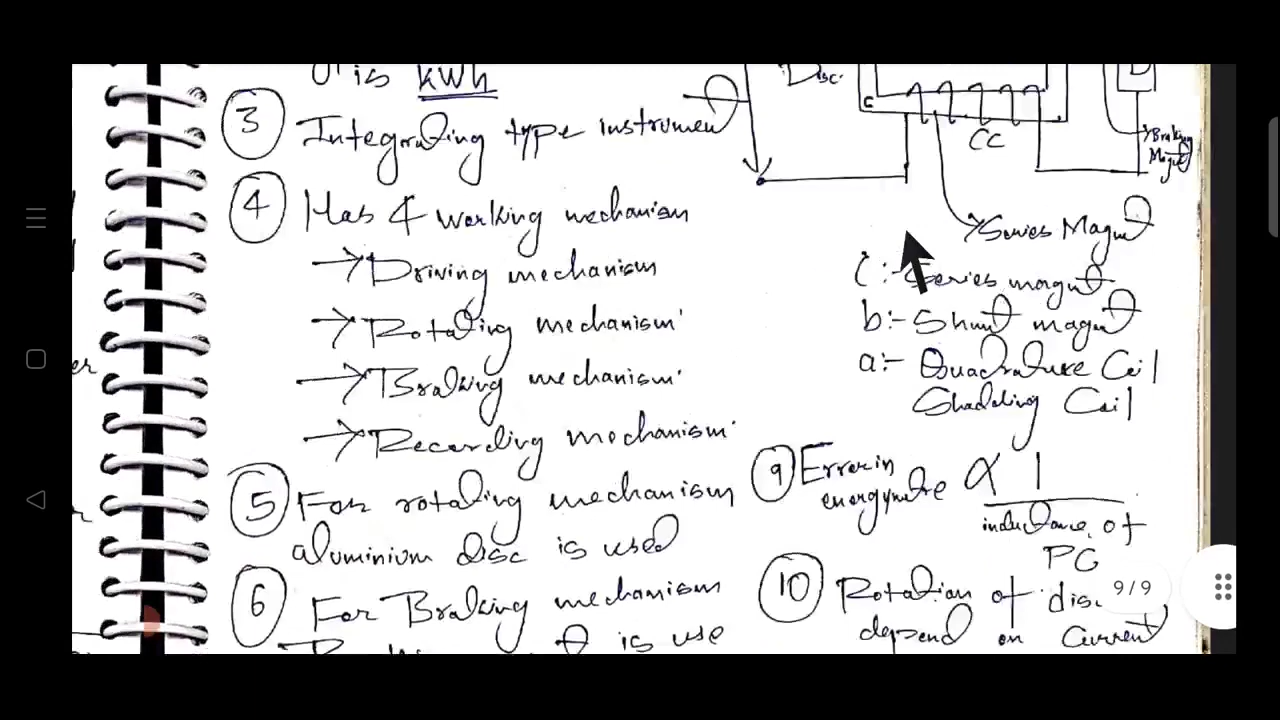 is kWh
3 Integrating type instrument
4 Has 4 working mechanism
→ Driving mechanism
→ Rotating mechanism
→ Braking mechanism
→ Recording mechanism
5 For rotating mechanism
aluminium disc is used
6 For Braking mechanism
is use
Disc
c
CC
Braking
Magnet
Series Magnet
c :- Series magnet
b :- Shunt magnet
a :- Quadrature Coil
Shadding Coil
9 Error in
energymetre ∝ 1
inductance of
PC
10 Rotation of disc
depend on current
9/9
er